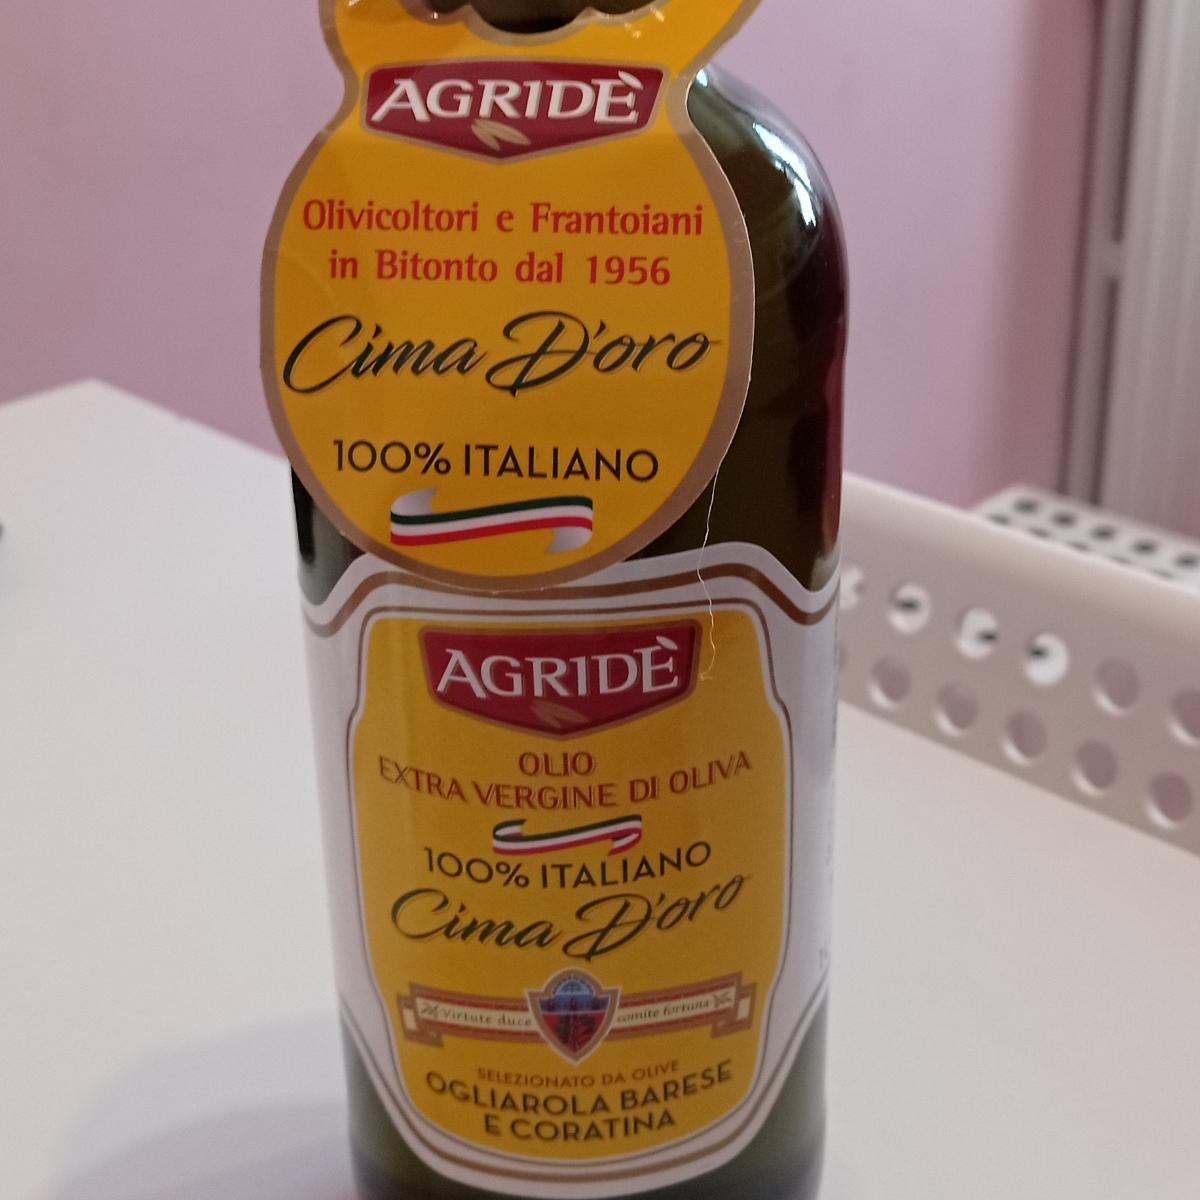 AGRIDÈ
Olivicoltori e Frantoiani
in Bitonto dal 1956
Cima D'oro
100% ITALIANO
AGRIDÈ
OLIO
EXTRA VERGINE DI OLIVA
100% ITALIANO
Cima D'oro
Virtute duce comite fortuna
SELEZIONATO DA OLIVE
OGLIAROLA BARESE
E CORATINA